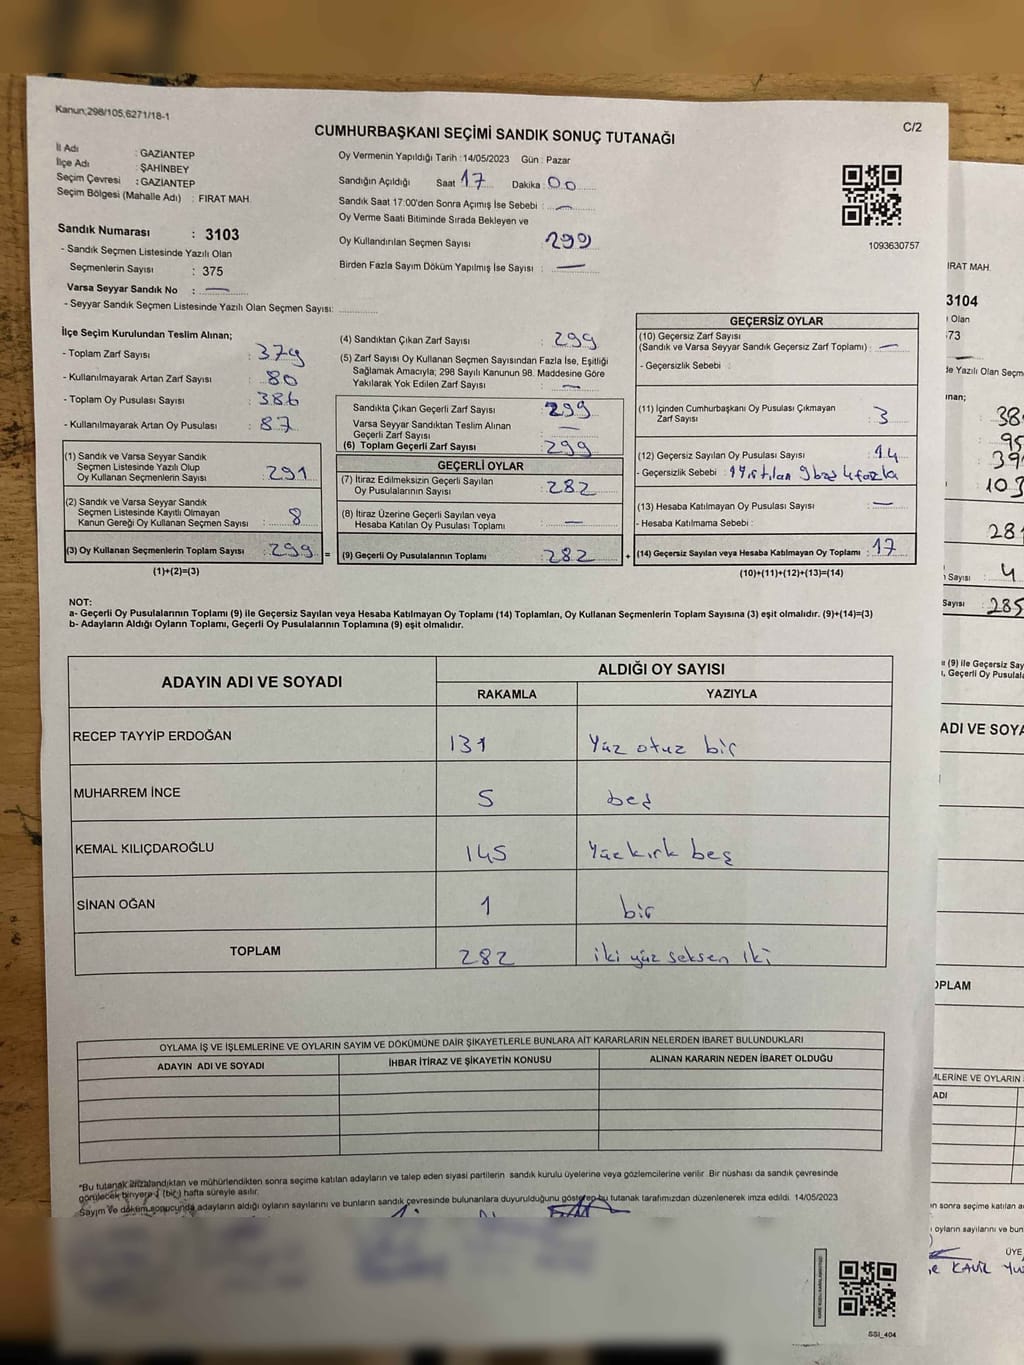 Kanun;298/105,6271/18-1
C/2
CUMHURBAŞKANI SEÇİMİ SANDIK SONUÇ TUTANAĞI
İl Adı : GAZİANTEP
İlçe Adı : ŞAHİNBEY
Seçim Çevresi : GAZİANTEP
Seçim Bölgesi (Mahalle Adı) : FIRAT MAH.
Oy Vermenin Yapıldığı Tarih : 14/05/2023 Gün : Pazar
Sandığın Açıldığı Saat 17 Dakika : 00
Sandık Saat 17:00'den Sonra Açımış İse Sebebi : —
Oy Verme Saati Bitiminde Sırada Bekleyen ve
Oy Kullandırılan Seçmen Sayısı 299
Birden Fazla Sayım Döküm Yapılmış İse Sayısı : —
1093630757
Sandık Numarası : 3103
- Sandık Seçmen Listesinde Yazılı Olan
Seçmenlerin Sayısı : 375
Varsa Seyyar Sandık No : —
- Seyyar Sandık Seçmen Listesinde Yazılı Olan Seçmen Sayısı:
İlçe Seçim Kurulundan Teslim Alınan;
- Toplam Zarf Sayısı : 379
- Kullanılmayarak Artan Zarf Sayısı : 80
- Toplam Oy Pusulası Sayısı : 386
- Kullanılmayarak Artan Oy Pusulası : 87
(1) Sandık ve Varsa Seyyar Sandık
Seçmen Listesinde Yazılı Olup
Oy Kullanan Seçmenlerin Sayısı : 291
(2) Sandık ve Varsa Seyyar Sandık
Seçmen Listesinde Kayıtlı Olmayan
Kanun Gereği Oy Kullanan Seçmen Sayısı : 8
(3) Oy Kullanan Seçmenlerin Toplam Sayısı : 299 =
(1)+(2)=(3)
(4) Sandıktan Çıkan Zarf Sayısı : 299
(5) Zarf Sayısı Oy Kullanan Seçmen Sayısından Fazla İse, Eşitliği
Sağlamak Amacıyla; 298 Sayılı Kanunun 98. Maddesine Göre
Yakılarak Yok Edilen Zarf Sayısı : —
Sandıkta Çıkan Geçerli Zarf Sayısı : 299
Varsa Seyyar Sandıktan Teslim Alınan
Geçerli Zarf Sayısı : —
(6) Toplam Geçerli Zarf Sayısı : 299
GEÇERLİ OYLAR
(7) İtiraz Edilmeksizin Geçerli Sayılan
Oy Pusulalarının Sayısı : 282
(8) İtiraz Üzerine Geçerli Sayılan veya
Hesaba Katılan Oy Pusulası Toplamı : —
(9) Geçerli Oy Pusulalarının Toplamı : 282 +
GEÇERSİZ OYLAR
(10) Geçersiz Zarf Sayısı
(Sandık ve Varsa Seyyar Sandık Geçersiz Zarf Toplamı) : —
- Geçersizlik Sebebi :
(11) İçinden Cumhurbaşkanı Oy Pusulası Çıkmayan
Zarf Sayısı : 3
(12) Geçersiz Sayılan Oy Pusulası Sayısı : 14
- Geçersizlik Sebebi :
(13) Hesaba Katılmayan Oy Pusulası Sayısı : —
- Hesaba Katılmama Sebebi :
(14) Geçersiz Sayılan veya Hesaba Katılmayan Oy Toplamı : 17
(10)+(11)+(12)+(13)=(14)
NOT:
a- Geçerli Oy Pusulalarının Toplamı (9) ile Geçersiz Sayılan veya Hesaba Katılmayan Oy Toplamı (14) Toplamları, Oy Kullanan Seçmenlerin Toplam Sayısına (3) eşit olmalıdır. (9)+(14)=(3)
b- Adayların Aldığı Oyların Toplamı, Geçerli Oy Pusulalarının Toplamına (9) eşit olmalıdır.
ADAYIN ADI VE SOYADI
ALDIĞI OY SAYISI
RAKAMLA YAZIYLA
RECEP TAYYİP ERDOĞAN 131 Yüz otuz bir
MUHARREM İNCE 5 beş
KEMAL KILIÇDAROĞLU 145 Yüzkırk beş
SİNAN OĞAN 1 bir
TOPLAM 282 iki yüz seksen iki
OYLAMA İŞ VE İŞLEMLERİNE VE OYLARIN SAYIM VE DÖKÜMÜNE DAİR ŞİKAYETLERLE BUNLARA AİT KARARLARIN NELERDEN İBARET BULUNDUKLARI
ADAYIN ADI VE SOYADI İHBAR İTİRAZ VE ŞİKAYETİN KONUSU ALINAN KARARIN NEDEN İBARET OLDUĞU
*Bu tutanak imzalandıktan ve mühürlendikten sonra seçime katılan adayların ve talep eden siyasi partilerin sandık kurulu üyelerine veya gözlemcilerine verilir. Bir nüshası da sandık çevresinde
görülecek biryere 1 (bir) hafta süreyle asılır.
Sayım ve döküm sonucunda adayların aldığı oyların sayılarını ve bunların sandık çevresinde bulunanlara duyurulduğunu gösteren bu tutanak tarafımızdan düzenlenerek imza edildi. 14/05/2023
SSİ_404
IRAT MAH.
3104
Olan
73
de Yazılı Olan Seçm
nan;
38
95
39
103
28
Sayısı : 4
Sayısı : 285
(9) ile Geçersiz Say
, Geçerli Oy Pusulala
ADI VE SOYA
OPLAM
MLERİNE VE OYLARIN
ADI
n sonra seçime katılan a
oyların sayılarını ve bun
ÜYE